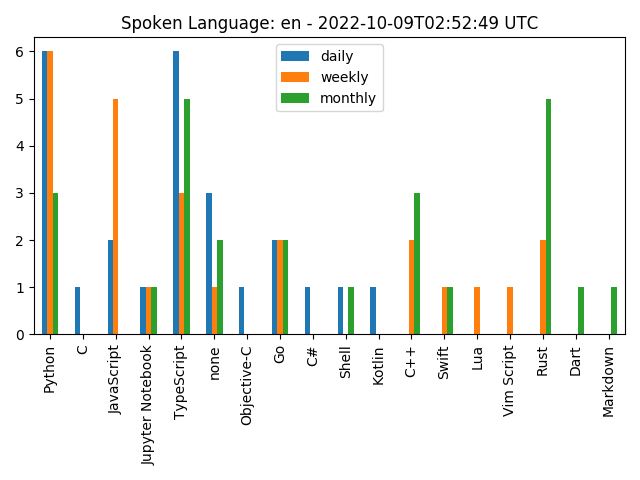 Spoken Language: en - 2022-10-09T02:52:49 UTC
daily
weekly
monthly
6
5
4
3
2
1
0
Python
C
JavaScript
Jupyter Notebook
TypeScript
none
Objective-C
Go
C#
Shell
Kotlin
C++
Swift
Lua
Vim Script
Rust
Dart
Markdown